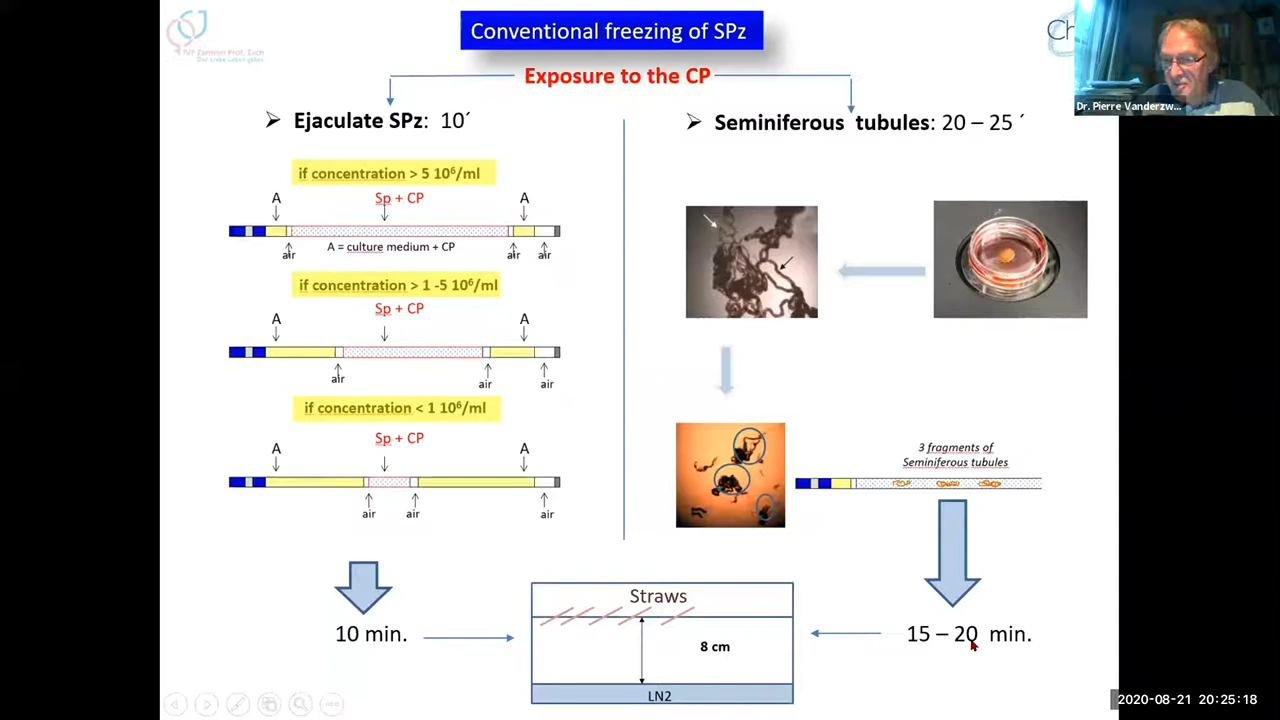 Conventional freezing of SPz
Ch
Dr. Pierre Vanderzw...
Exposure to the CP
➢ Ejaculate SPz: 10´
➢ Seminiferous tubules: 20 – 25 ´
if concentration > 5 10⁶/ml
A
Sp + CP
A
A = culture medium + CP
air
air
air
if concentration > 1 -5 10⁶/ml
Sp + CP
A
A
air
air
air
if concentration < 1 10⁶/ml
Sp + CP
A
A
air
air
air
3 fragments of
Seminiferous tubules
Straws
10 min.
8 cm
15 – 20 min.
LN2
2020-08-21 20:25:18